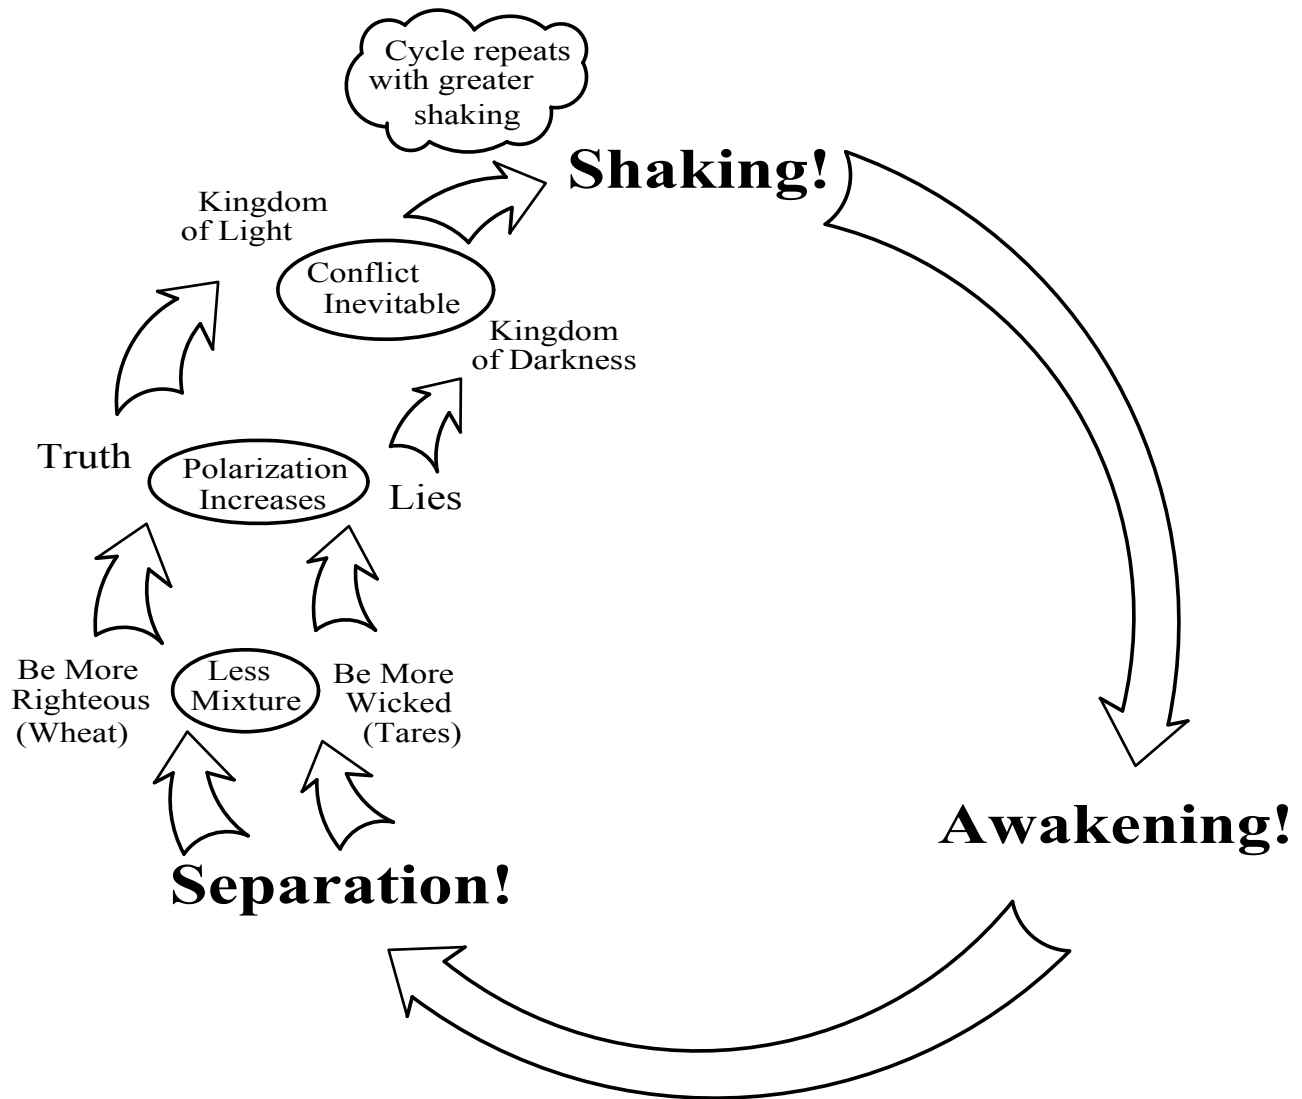 Cycle repeats
with greater
shaking
Shaking!
Kingdom
of Light
Conflict
Inevitable
Kingdom
of Darkness
Truth
Polarization
Increases
Lies
Be More
Righteous
(Wheat)
Less
Mixture
Be More
Wicked
(Tares)
Awakening!
Separation!